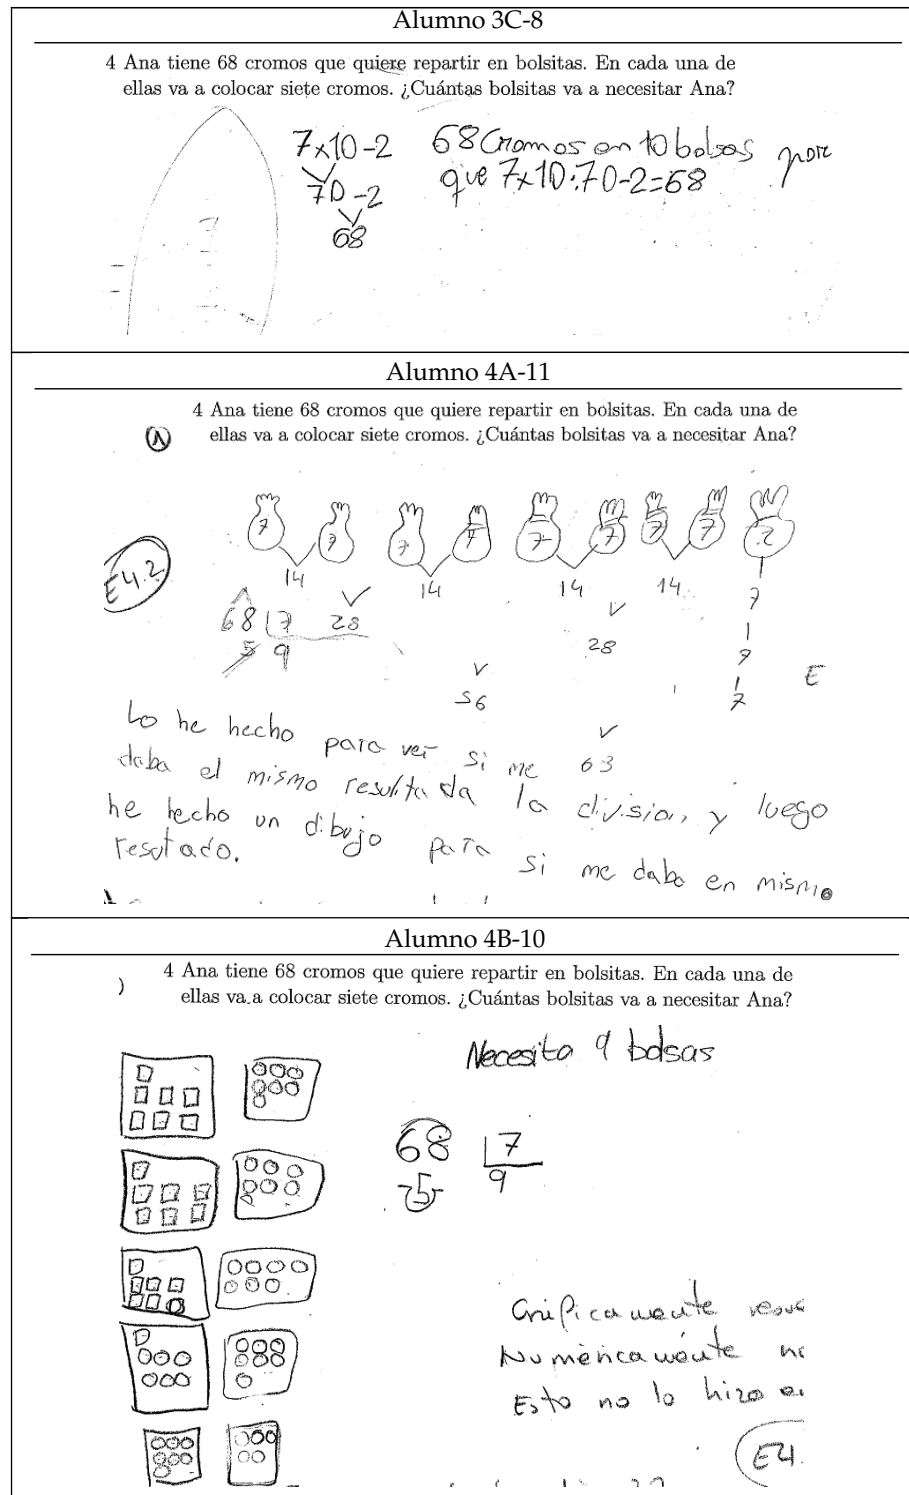 Alumno 3C-8
4 Ana tiene 68 cromos que quiere repartir en bolsitas. En cada una de
ellas va a colocar siete cromos. ¿Cuántas bolsitas va a necesitar Ana?
7x10-2
70-2
68
68 Cromos en 10 bolsas por
que 7x10:70-2=68
Alumno 4A-11
4 Ana tiene 68 cromos que quiere repartir en bolsitas. En cada una de
ellas va a colocar siete cromos. ¿Cuántas bolsitas va a necesitar Ana?
7 7 7 7 7 7 7 7 2
14 14 14 14 7
E4.2
68 7 28
5 9
28 7
56 7 E
63
Lo he hecho para ver si me
daba el mismo resultada la division, y luego
he hecho un dibujo para si me daba en mismo
resutado.
Alumno 4B-10
4 Ana tiene 68 cromos que quiere repartir en bolsitas. En cada una de
ellas va a colocar siete cromos. ¿Cuántas bolsitas va a necesitar Ana?
Necesito 9 bolsas
68 7
5 9
Gráficamente
Numéricamente
Esto no lo hizo
E4.